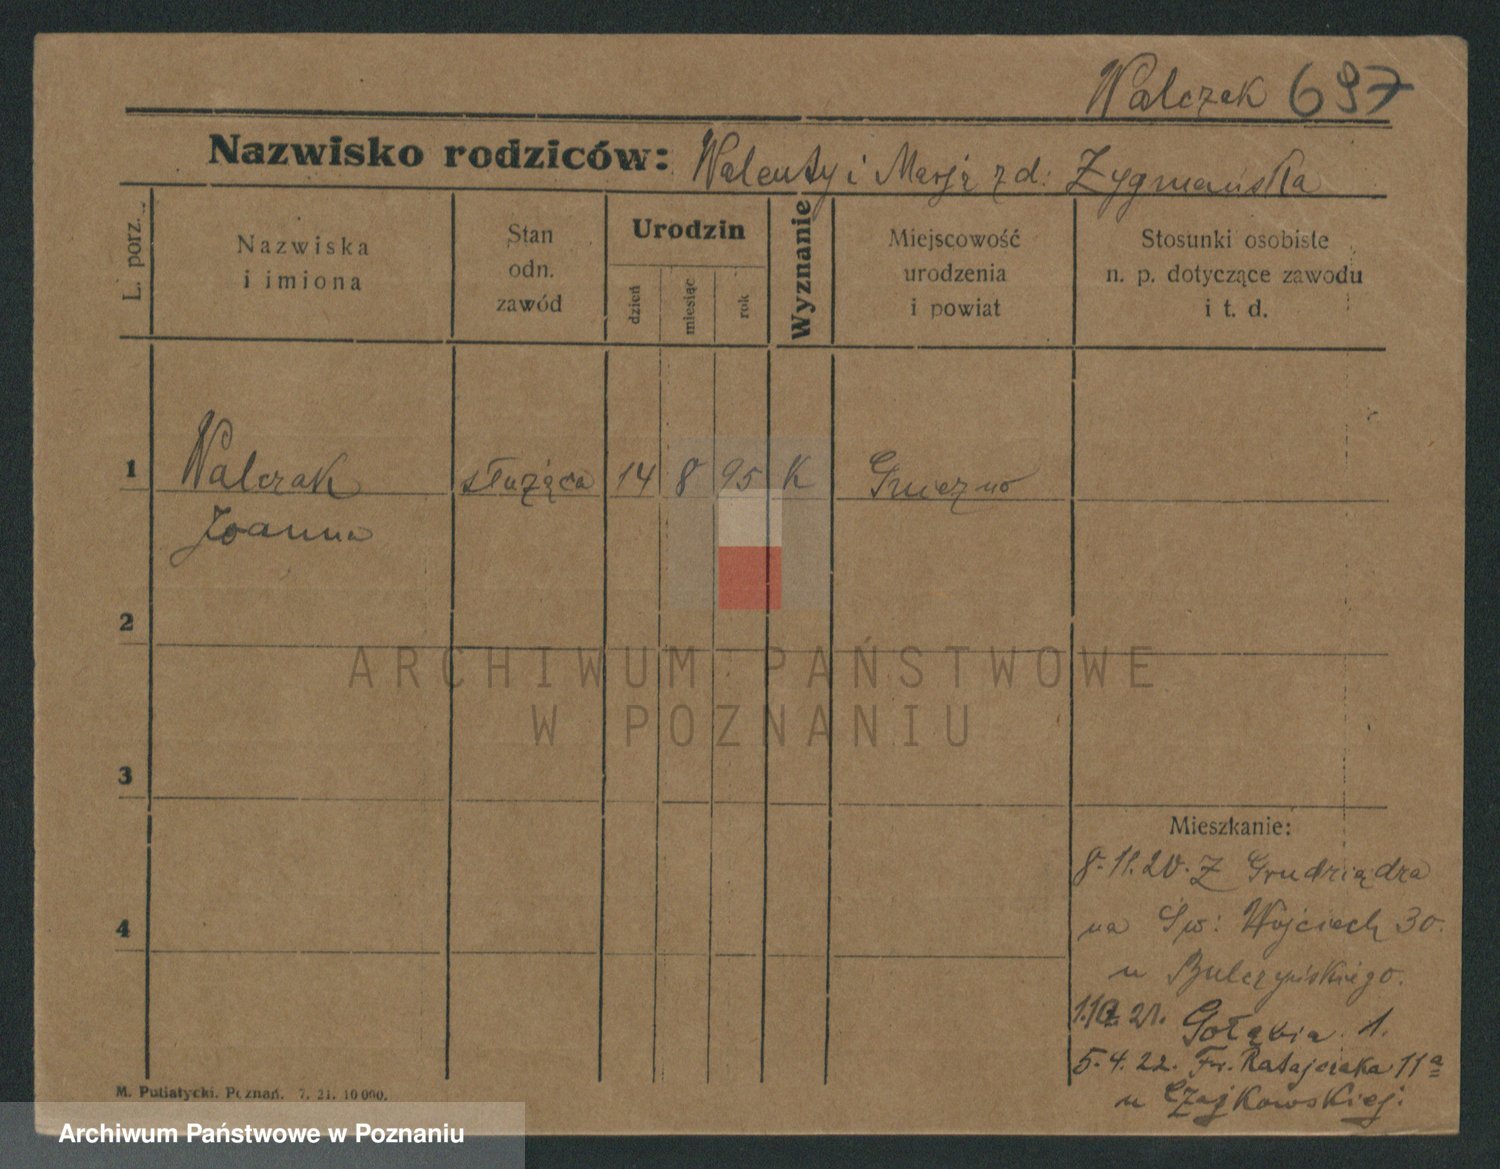 Walczak 697
Nazwisko rodziców: Walenty i Marja z d. Zygmańska
L. porz.
Nazwiska
i imiona
Stan
odn.
zawód
Urodzin
dzień
miesiąc
rok
Wyznanie
Miejscowość
urodzenia
i powiat
Stosunki osobiste
n. p. dotyczące zawodu
i t. d.
1 Walczak służąca 14 8 95 K Gniezno
Joanna
2
ARCHIWUM PAŃSTWOWE
W POZNANIU
3
Mieszkanie:
8.11.20. Z Grudziądza
na Św: Wojciech 30.
4
u Bulczyńskiego.
21. Gołębia 1.
5.4.22. Fr. Ratajczaka 11a
u Czajkowskiej.
M. Putiatycki. Poznań. 7. 21. 10 000.
Archiwum Państwowe w Poznaniu